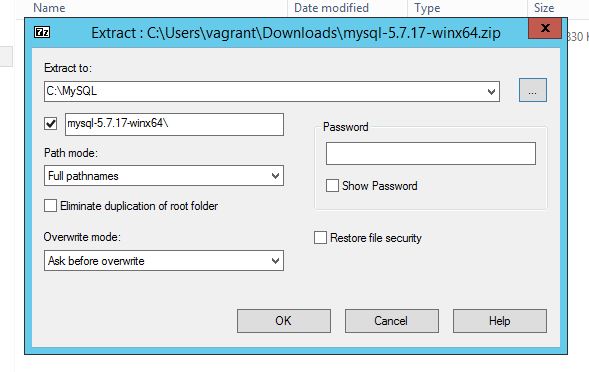 Name Date modified Type Size
7z Extract : C:\Users\vagrant\Downloads\mysql-5.7.17-winx64.zip x
Extract to:
C:\MySQL ...
mysql-5.7.17-winx64\
Password
Path mode:
Full pathnames
Show Password
Eliminate duplication of root folder
Overwrite mode:
Restore file security
Ask before overwrite
OK Cancel Help